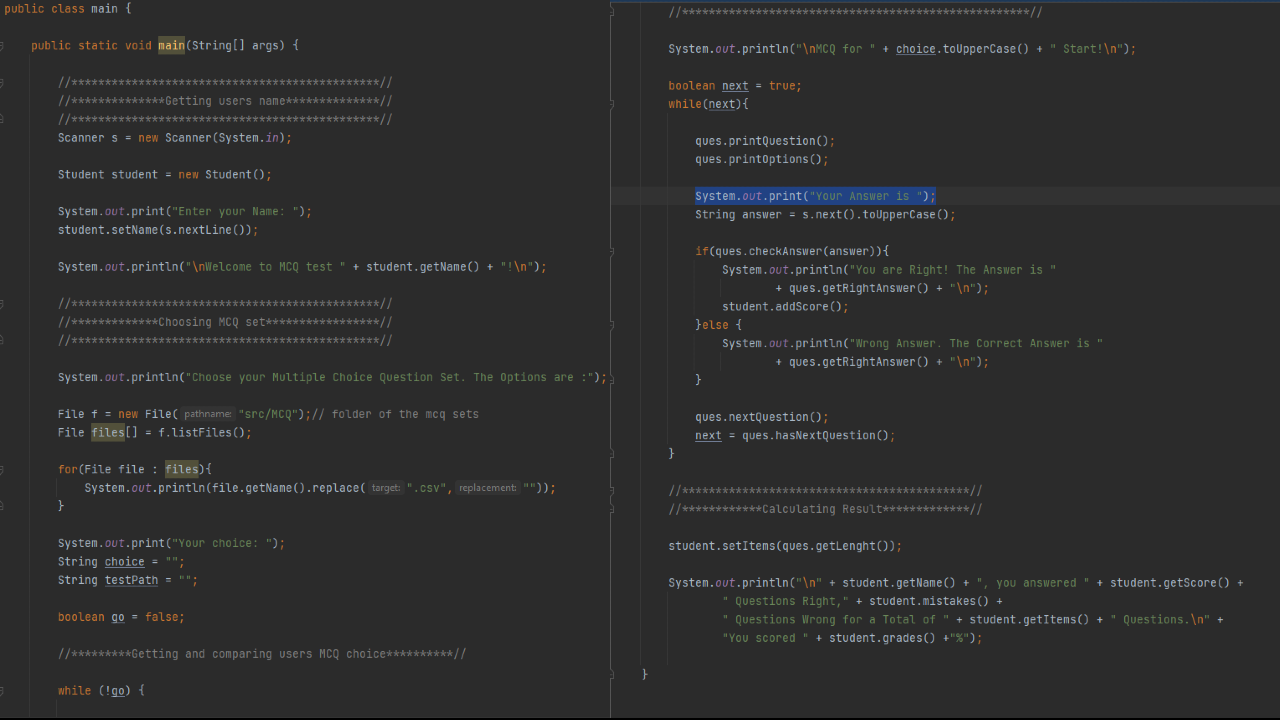 public class main {
public static void main(String[] args) {
//**********************************************//
//**************Getting users name**************//
//**********************************************//
Scanner s = new Scanner(System.in);
Student student = new Student();
System.out.print("Enter your Name: ");
student.setName(s.nextLine());
System.out.println("\nWelcome to MCQ test " + student.getName() + "!\n");
//**********************************************//
//*************Choosing MCQ set*****************//
//**********************************************//
System.out.println("Choose your Multiple Choice Question Set. The Options are :");
File f = new File( pathname: "src/MCQ");// folder of the mcq sets
File files[] = f.listFiles();
for(File file : files){
System.out.println(file.getName().replace( target: ".csv", replacement: ""));
}
System.out.print("Your choice: ");
String choice = "";
String testPath = "";
boolean go = false;
//*********Getting and comparing users MCQ choice**********//
while (!go) {
//****************************************************//
System.out.println("\nMCQ for " + choice.toUpperCase() + " Start!\n");
boolean next = true;
while(next){
ques.printQuestion();
ques.printOptions();
System.out.print("Your Answer is ");
String answer = s.next().toUpperCase();
if(ques.checkAnswer(answer)){
System.out.println("You are Right! The Answer is "
+ ques.getRightAnswer() + "\n");
student.addScore();
}else {
System.out.println("Wrong Answer. The Correct Answer is "
+ ques.getRightAnswer() + "\n");
}
ques.nextQuestion();
next = ques.hasNextQuestion();
}
//*******************************************//
//************Calculating Result*************//
student.setItems(ques.getLenght());
System.out.println("\n" + student.getName() + ", you answered " + student.getScore() +
" Questions Right," + student.mistakes() +
" Questions Wrong for a Total of " + student.getItems() + " Questions.\n" +
"You scored " + student.grades() +"%");
}